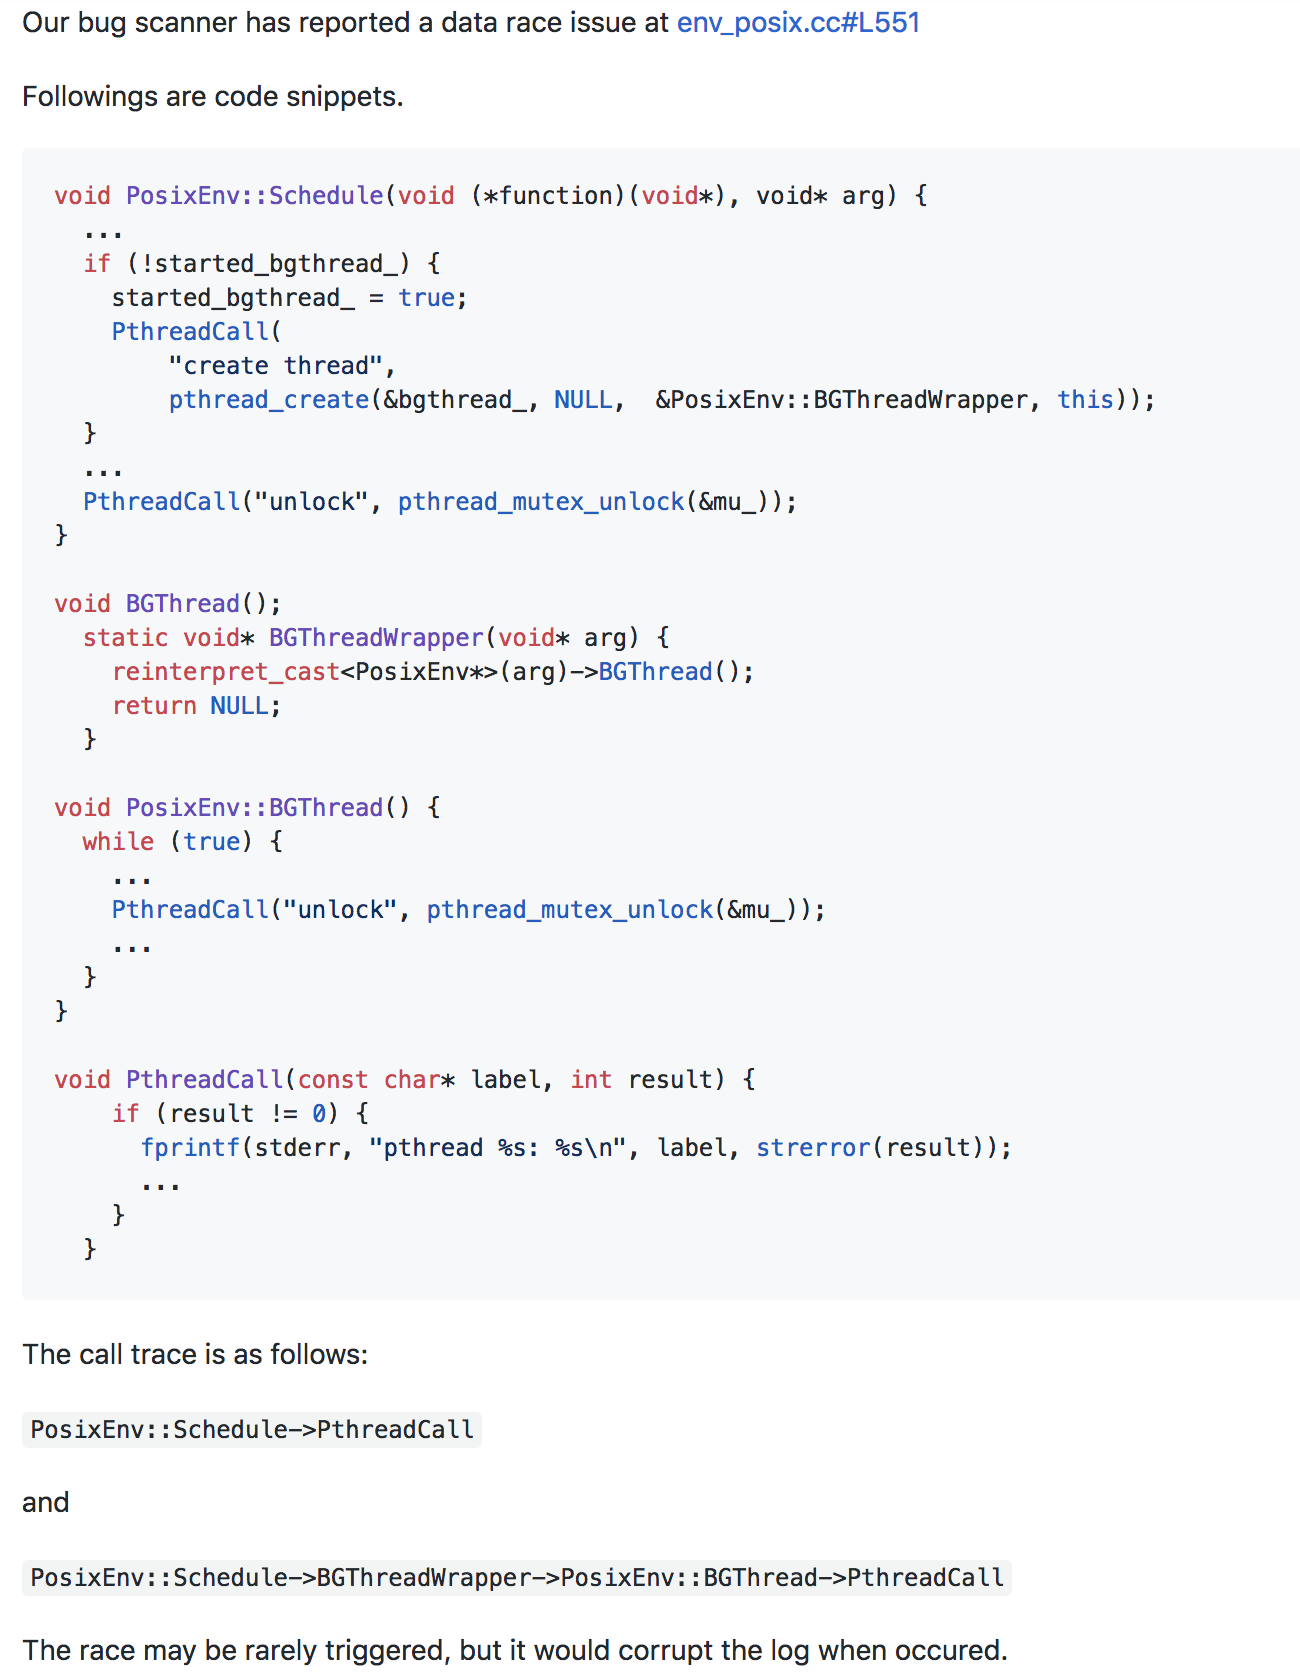 Our bug scanner has reported a data race issue at env_posix.cc#L551
Followings are code snippets.
void PosixEnv::Schedule(void (*function)(void*), void* arg) {
  ...
  if (!started_bgthread_) {
    started_bgthread_ = true;
    PthreadCall(
        "create thread",
        pthread_create(&bgthread_, NULL,  &PosixEnv::BGThreadWrapper, this));
  }
  ...
  PthreadCall("unlock", pthread_mutex_unlock(&mu_));
}
void BGThread();
  static void* BGThreadWrapper(void* arg) {
    reinterpret_cast<PosixEnv*>(arg)->BGThread();
    return NULL;
  }
void PosixEnv::BGThread() {
  while (true) {
    ...
    PthreadCall("unlock", pthread_mutex_unlock(&mu_));
    ...
  }
}
void PthreadCall(const char* label, int result) {
    if (result != 0) {
      fprintf(stderr, "pthread %s: %s\n", label, strerror(result));
      ...
    }
  }
The call trace is as follows:
PosixEnv::Schedule->PthreadCall
and
PosixEnv::Schedule->BGThreadWrapper->PosixEnv::BGThread->PthreadCall
The race may be rarely triggered, but it would corrupt the log when occured.